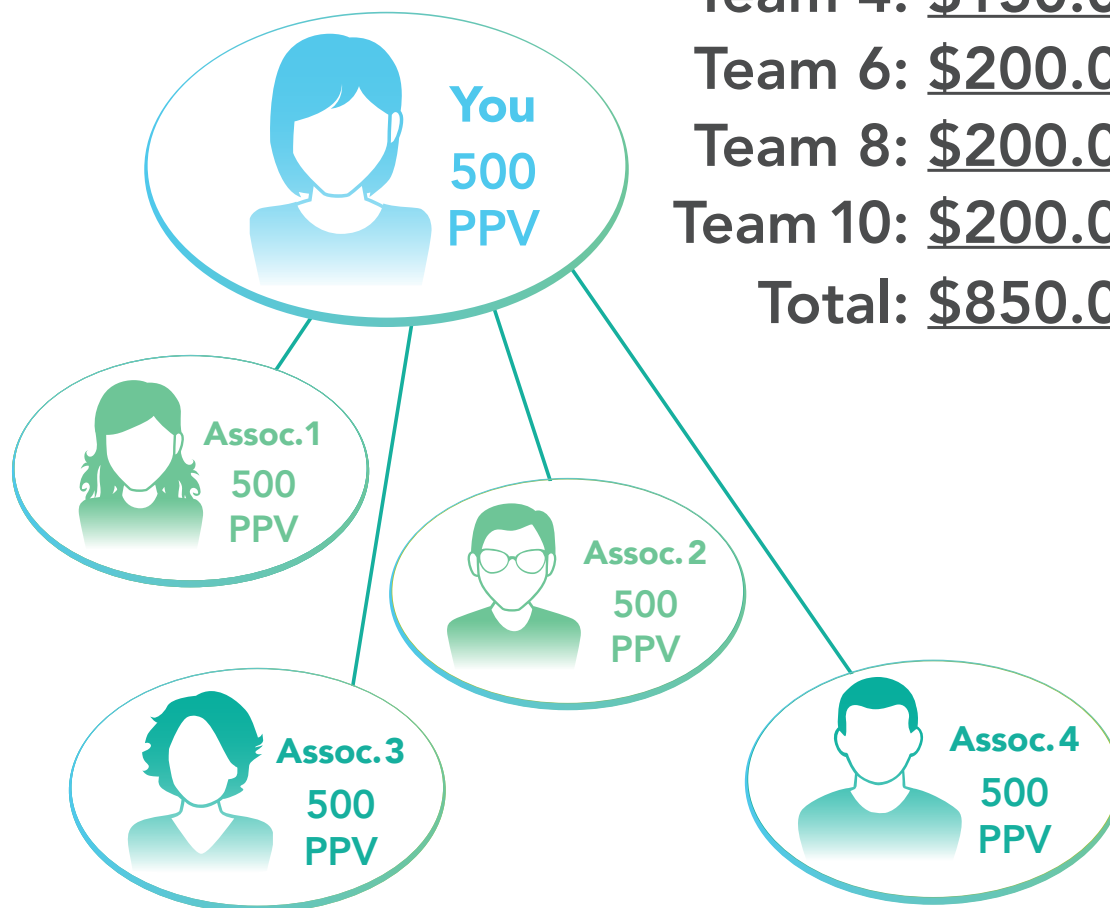 Team 6: $200.0
Team 8: $200.0
Team 10: $200.0
Total: $850.0
You
500
PPV
Assoc.1
500
PPV
Assoc.2
500
PPV
Assoc.3
500
PPV
Assoc.4
500
PPV